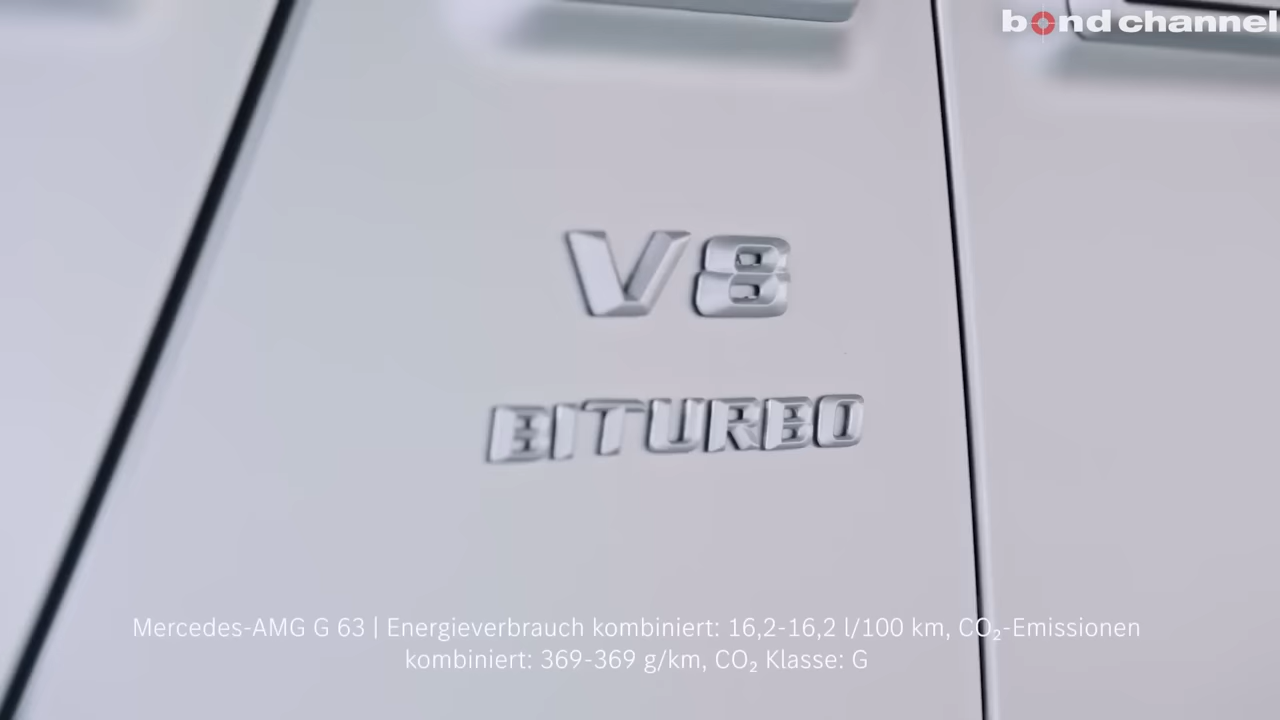 bond channel
V8
BITURBO
Mercedes-AMG G 63 | Energieverbrauch kombiniert: 16,2-16,2 l/100 km, CO₂-Emissionen
kombiniert: 369-369 g/km, CO₂ Klasse: G